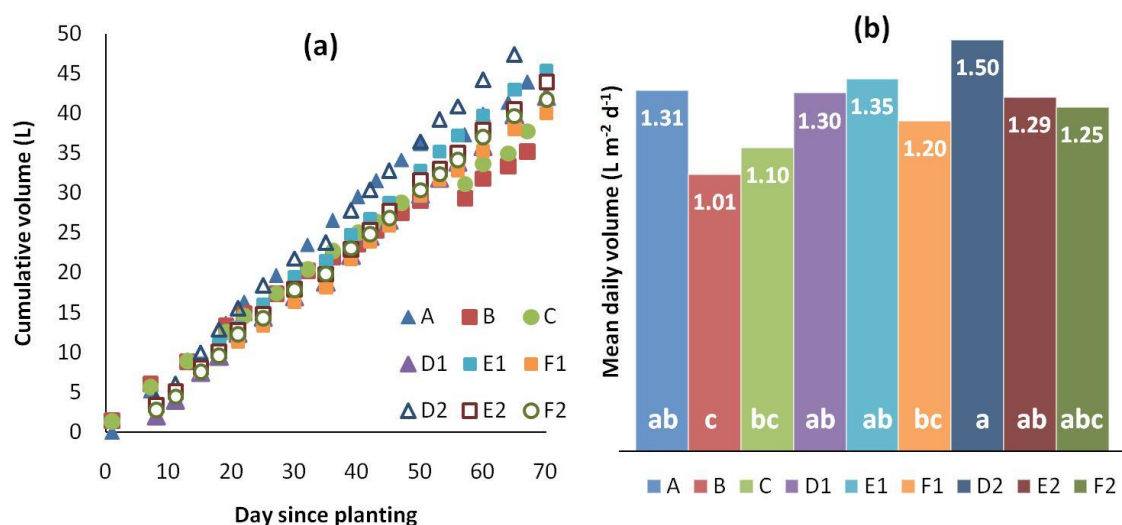 (a)
Cumulative volume (L)
50
45
40
35
30
25
20
15
10
5
0
0 10 20 30 40 50 60 70
Day since planting
A B C
D1 E1 F1
D2 E2 F2
(b)
Mean daily volume (L m⁻² d⁻¹)
1.31 1.01 1.10 1.30 1.35 1.20 1.50 1.29 1.25
ab c bc ab ab bc a ab abc
A B C D1 E1 F1 D2 E2 F2